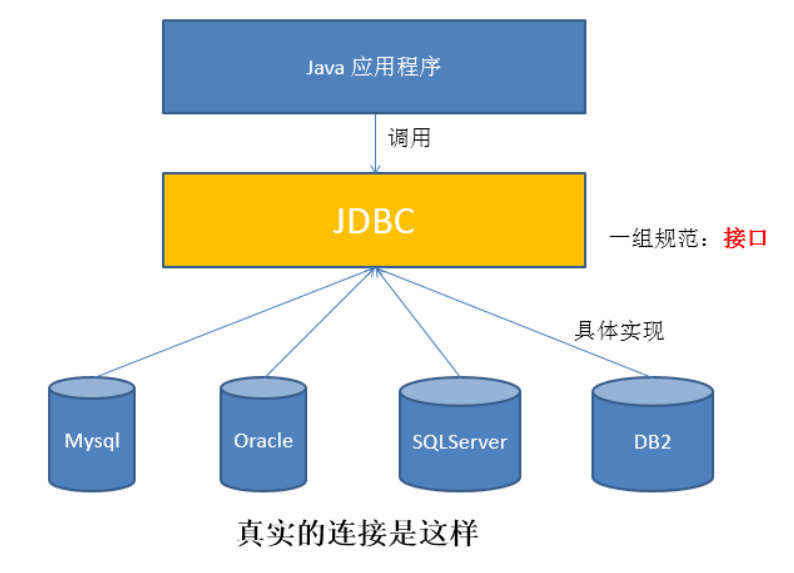 Java 应用程序
调用
JDBC
一组规范：接口
具体实现
Mysql
Oracle
SQLServer
DB2
真实的连接是这样